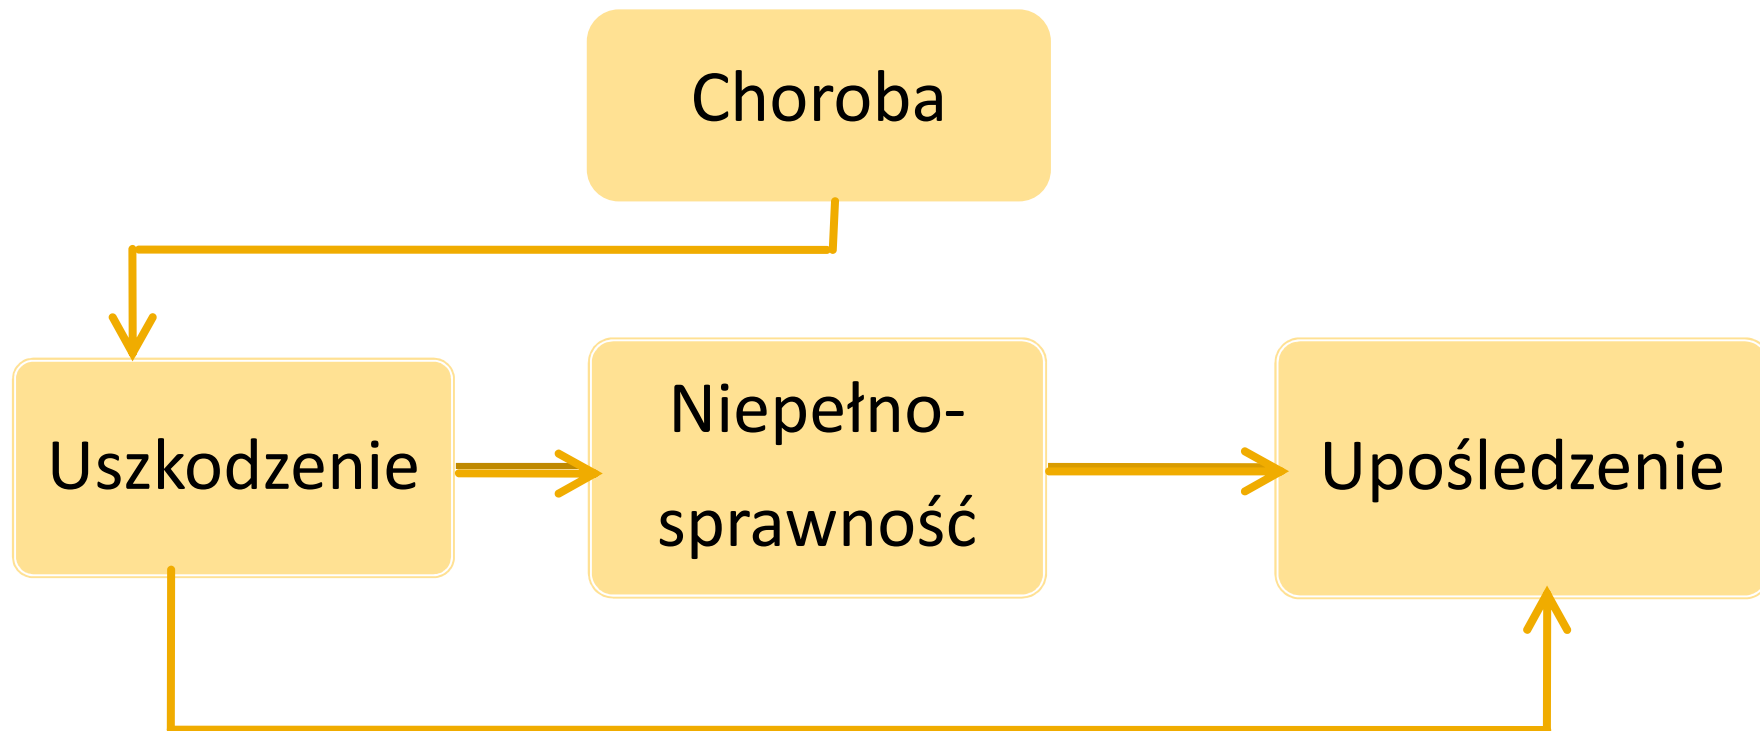 Choroba
Uszkodzenie
Niepełno-
sprawność
Upośledzenie